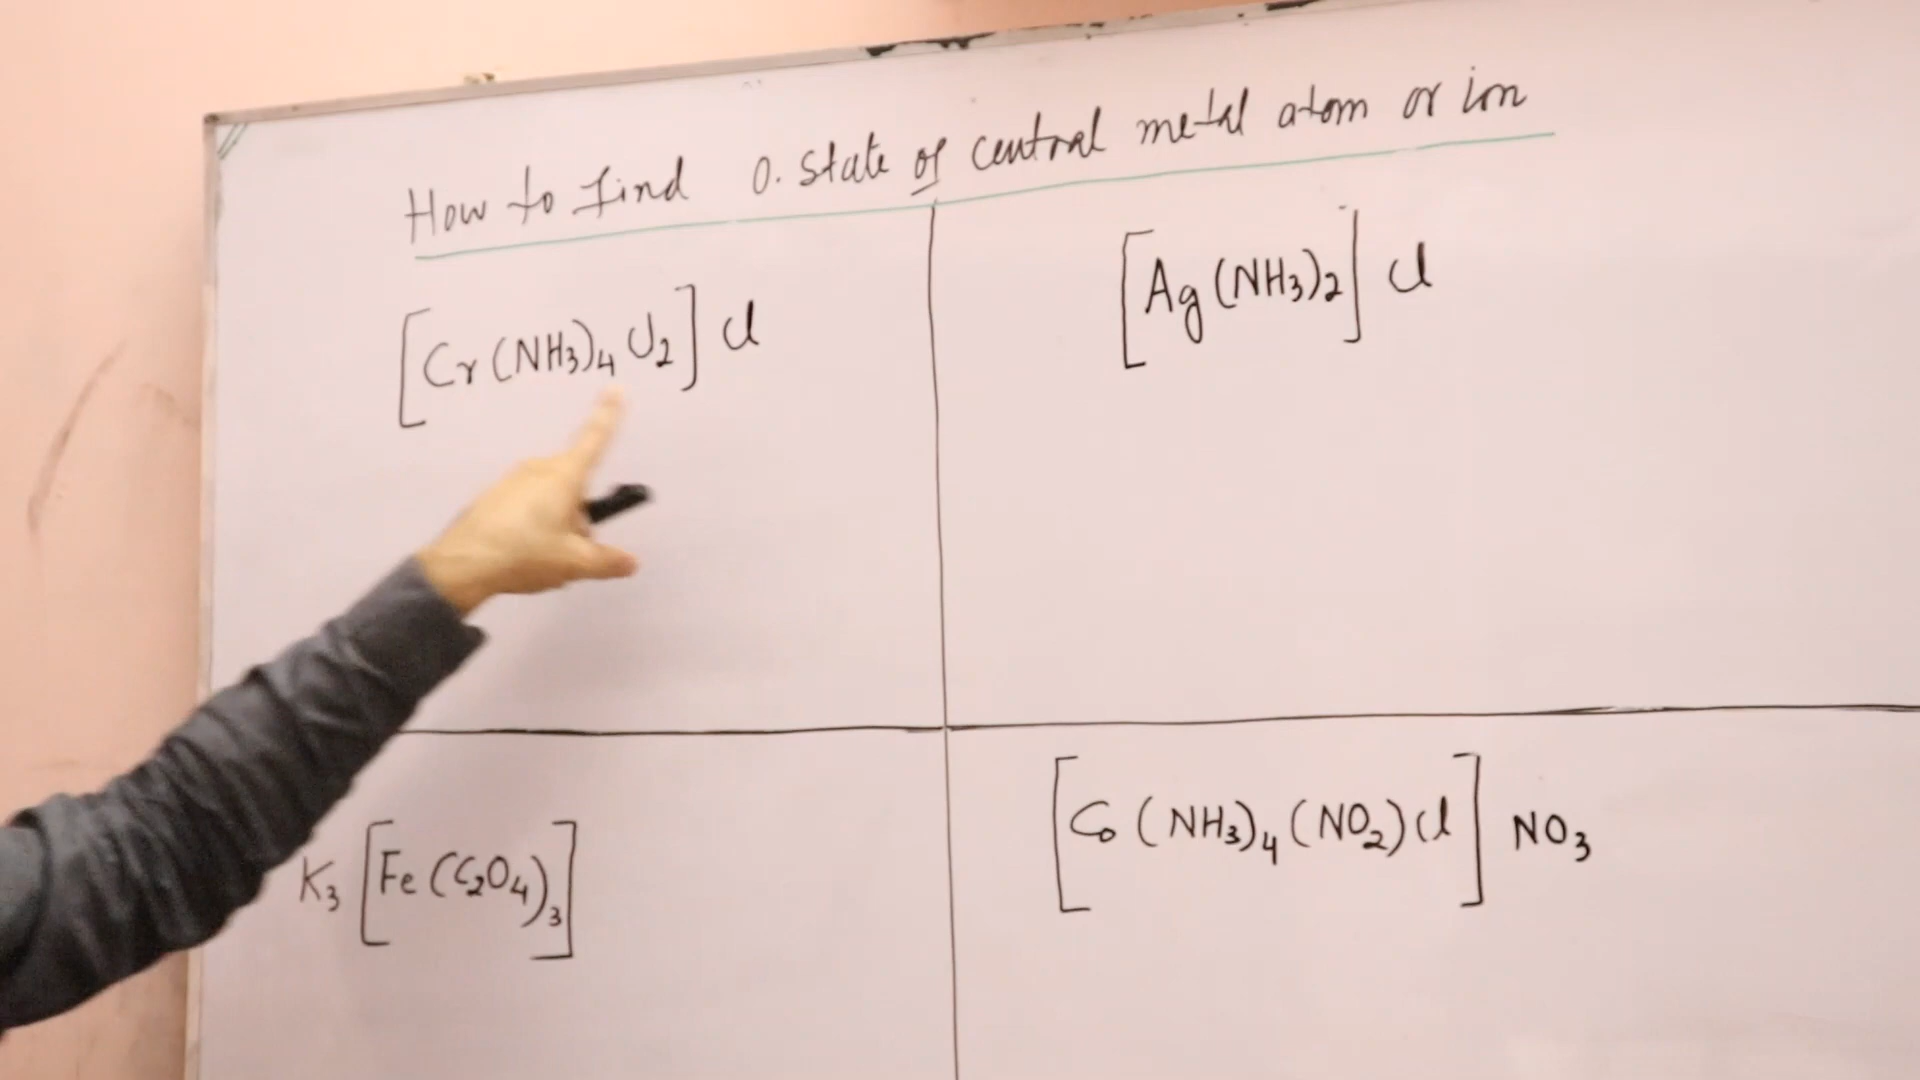 How to find O. State of central metal atom or ion
[Cr(NH₃)₄Cl₂]Cl
[Ag(NH₃)₂]Cl
K₃[Fe(C₂O₄)₃]
[Co(NH₃)₄(NO₂)Cl]NO₃